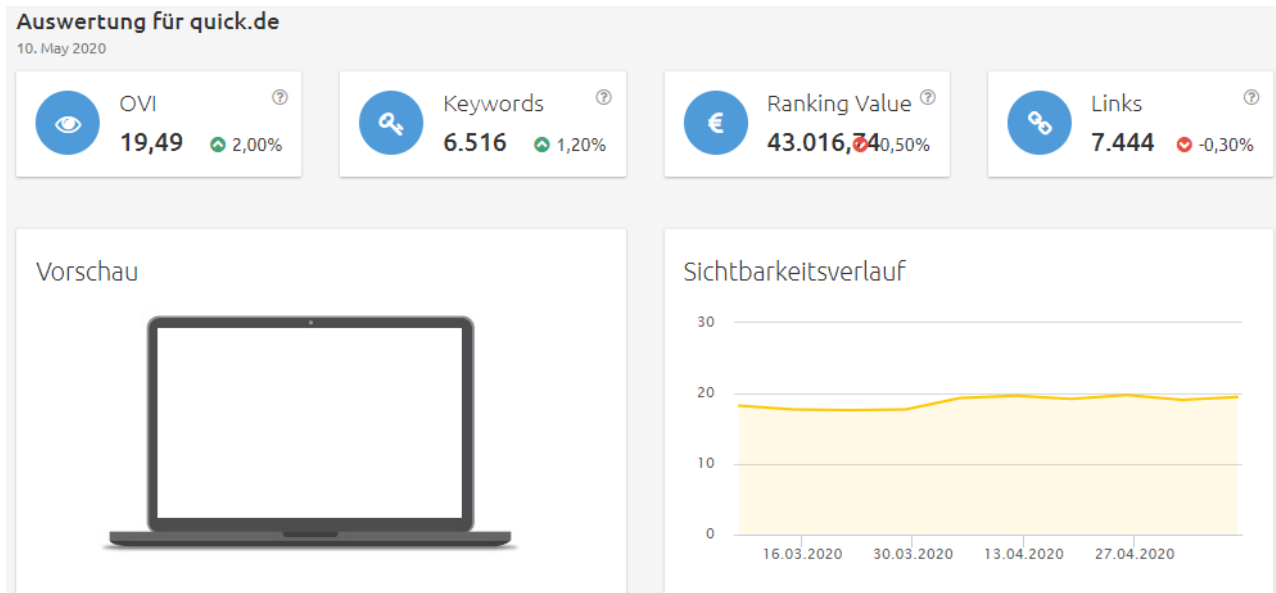 Auswertung für quick.de
10. May 2020
OVI
19,49 2,00%
Keywords
6.516 1,20%
Ranking Value
43.016,74 0,50%
Links
7.444 -0,30%
Vorschau
Sichtbarkeitsverlauf
30
20
10
0
16.03.2020 30.03.2020 13.04.2020 27.04.2020